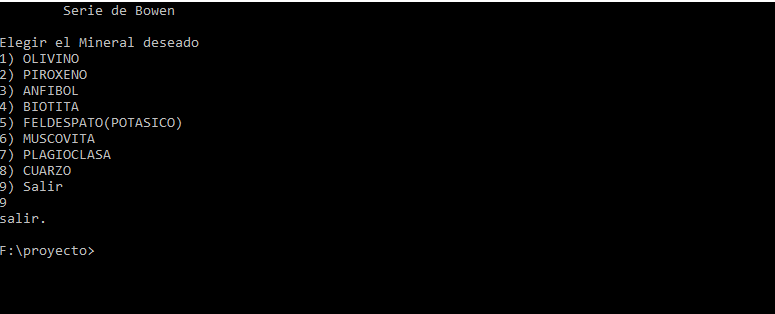 Serie de Bowen
Elegir el Mineral deseado
1) OLIVINO
2) PIROXENO
3) ANFIBOL
4) BIOTITA
5) FELDESPATO(POTASICO)
6) MUSCOVITA
7) PLAGIOCLASA
8) CUARZO
9) Salir
9
salir.
F:\proyecto>